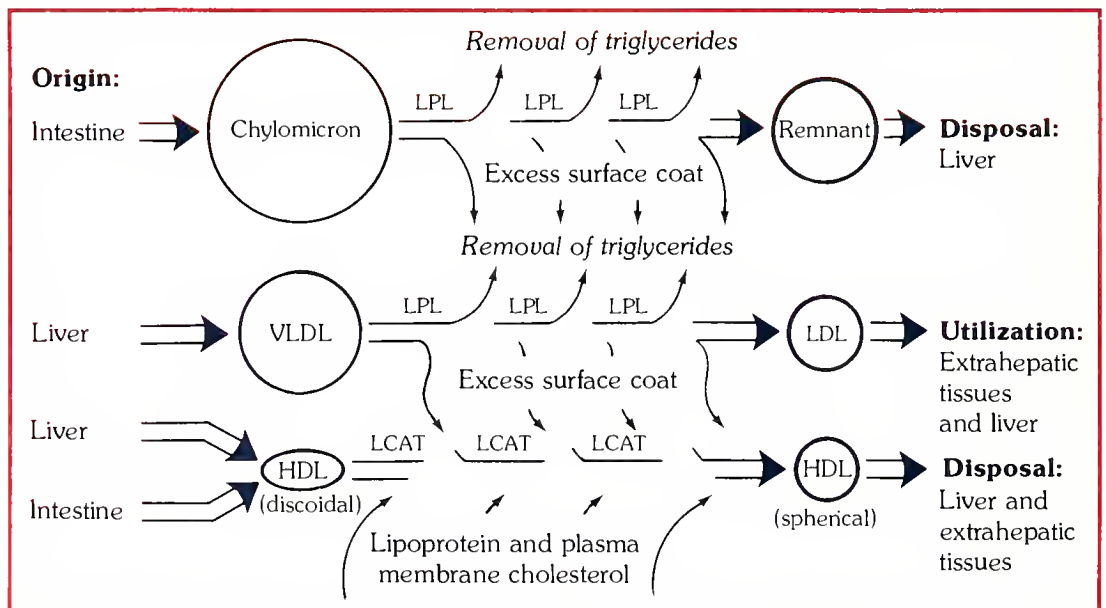 Removal of triglycerides
Origin:
LPL
LPL
LPL
Intestine
Chylomicron
Remnant
Disposal:
Liver
Excess surface coat
Removal of triglycerides
LPL
LPL
LPL
Liver
VLDL
LDL
Utilization:
Extrahepatic
tissues
and liver
Excess surface coat
Liver
LCAT
LCAT
LCAT
HDL
(discoidal)
HDL
(spherical)
Disposal:
Liver and
extrahepatic
tissues
Intestine
Lipoprotein and plasma
membrane cholesterol